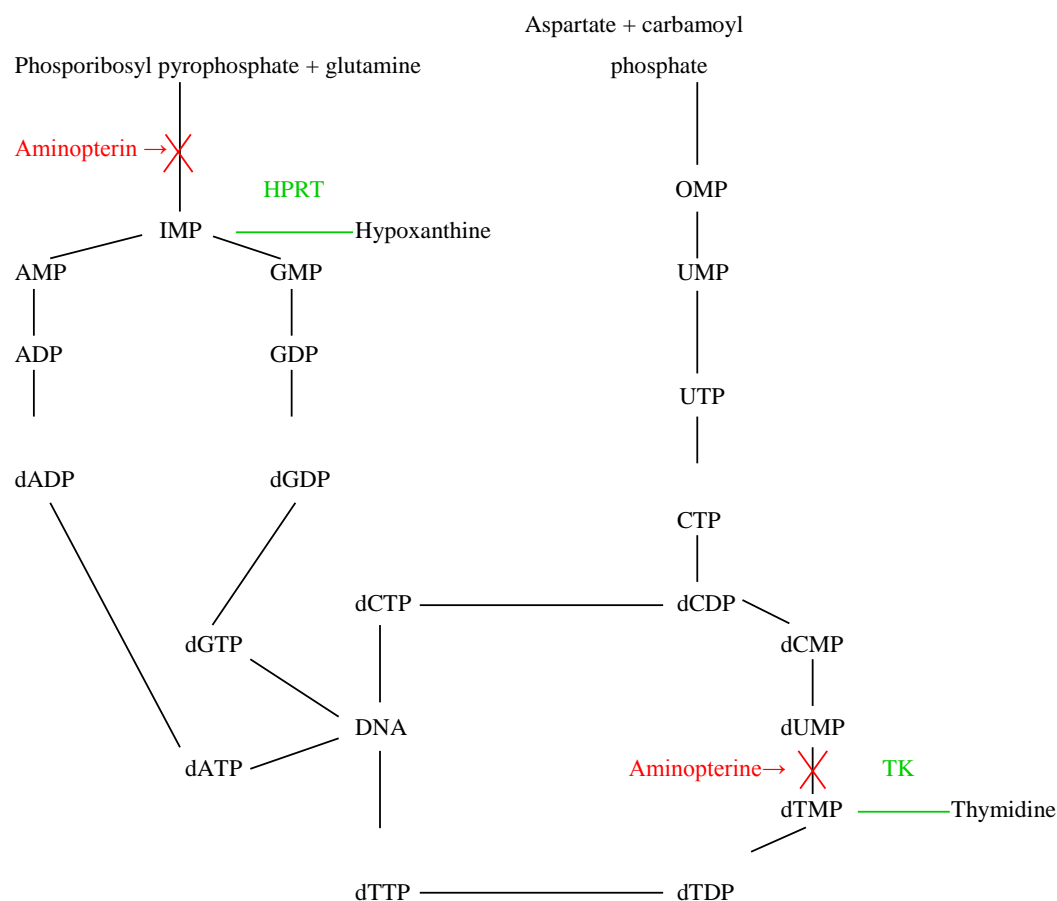 Aspartate + carbamoyl
phosphate
Phosporibosyl pyrophosphate + glutamine
Aminopterin →
HPRT
OMP
IMP
Hypoxanthine
AMP
GMP
UMP
ADP
GDP
UTP
dADP
dGDP
CTP
dCTP
dCDP
dGTP
dCMP
DNA
dUMP
dATP
Aminopterine→
TK
dTMP
Thymidine
dTTP
dTDP